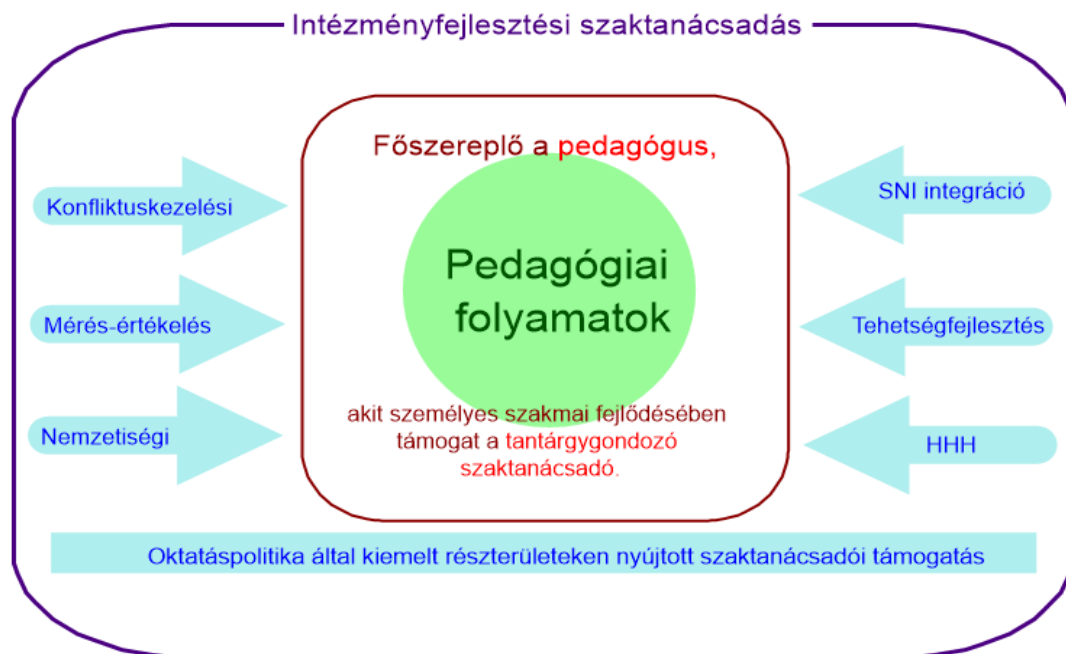 Intézményfejlesztési szaktanácsadás
Főszereplő a pedagógus,
Konfliktuskezelési
SNI integráció
Pedagógiai
folyamatok
Mérés-értékelés
Tehetségfejlesztés
akit személyes szakmai fejlődésében
támogat a tantárgygondozó
szaktanácsadó.
Nemzetiségi
HHH
Oktatáspolitika által kiemelt részterületeken nyújtott szaktanácsadói támogatás